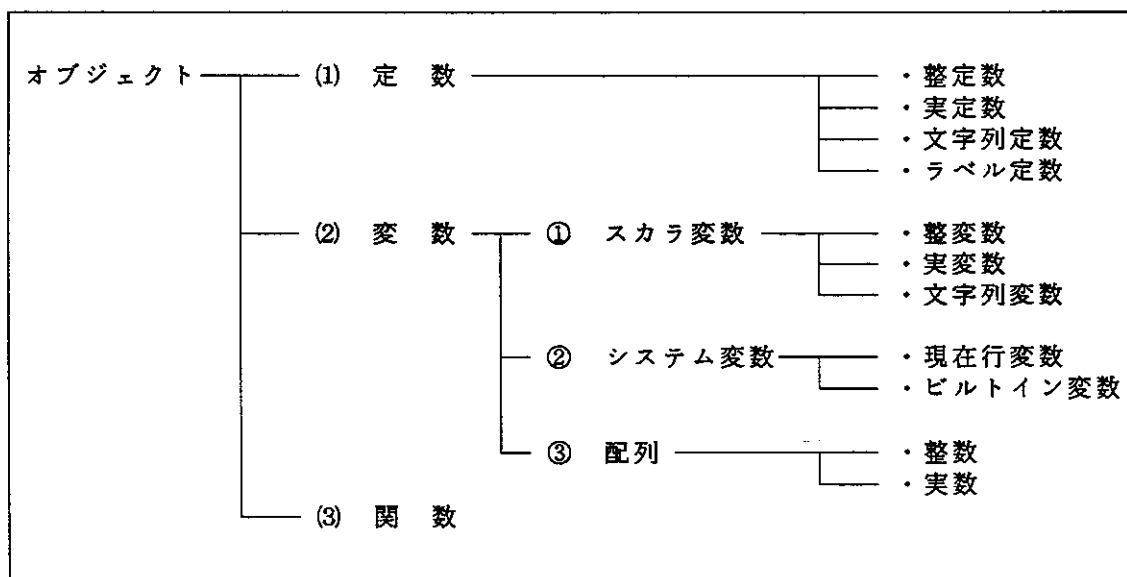 オブジェクト ⑴ 定 数 ・整定数
・実定数
・文字列定数
・ラベル定数
⑵ 変 数 ① スカラ変数 ・整変数
・実変数
・文字列変数
② システム変数 ・現在行変数
・ビルトイン変数
③ 配列 ・整数
・実数
⑶ 関 数